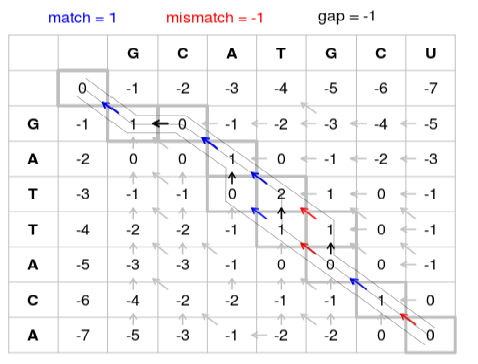 match = 1 mismatch = -1 gap = -1
G C A T G C U
0 -1 -2 -3 -4 -5 -6 -7
G -1 1 0 -1 -2 -3 -4 -5
A -2 0 0 1 0 -1 -2 -3
T -3 -1 -1 0 2 1 0 -1
T -4 -2 -2 -1 1 1 0 -1
A -5 -3 -3 -1 0 0 0 -1
C -6 -4 -2 -2 -1 -1 1 0
A -7 -5 -3 -1 -2 -2 0 0